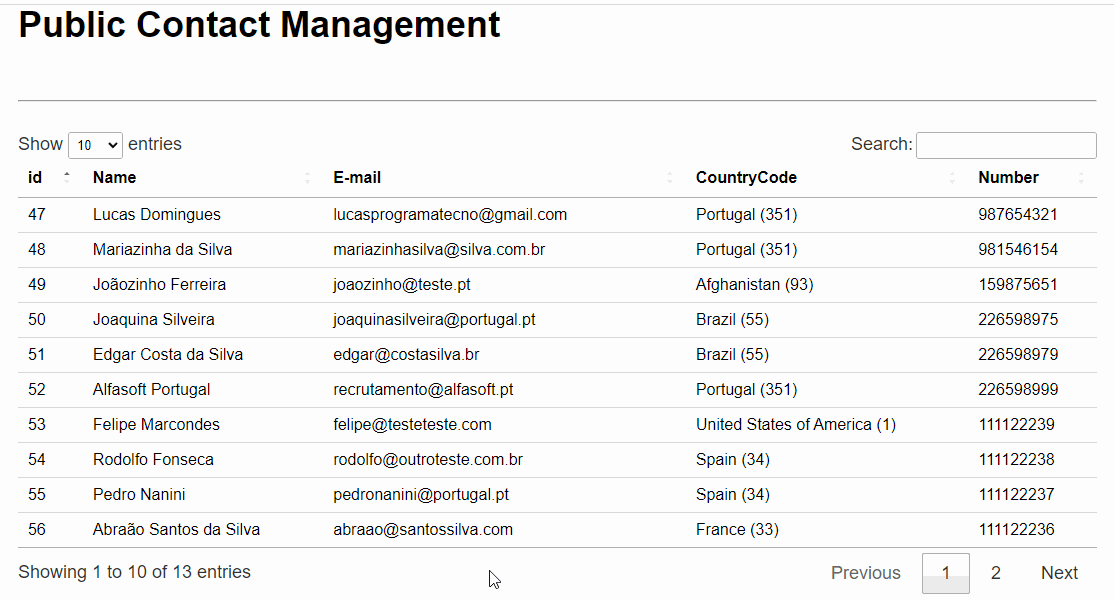 Public Contact Management
Show 10 entries Search:
id Name E-mail CountryCode Number
47 Lucas Domingues lucasprogramatecno@gmail.com Portugal (351) 987654321
48 Mariazinha da Silva mariazinhasilva@silva.com.br Portugal (351) 981546154
49 Joãozinho Ferreira joaozinho@teste.pt Afghanistan (93) 159875651
50 Joaquina Silveira joaquinasilveira@portugal.pt Brazil (55) 226598975
51 Edgar Costa da Silva edgar@costasilva.br Brazil (55) 226598979
52 Alfasoft Portugal recrutamento@alfasoft.pt Portugal (351) 226598999
53 Felipe Marcondes felipe@testeteste.com United States of America (1) 111122239
54 Rodolfo Fonseca rodolfo@outroteste.com.br Spain (34) 111122238
55 Pedro Nanini pedronanini@portugal.pt Spain (34) 111122237
56 Abraão Santos da Silva abraao@santossilva.com France (33) 111122236
Showing 1 to 10 of 13 entries Previous 1 2 Next